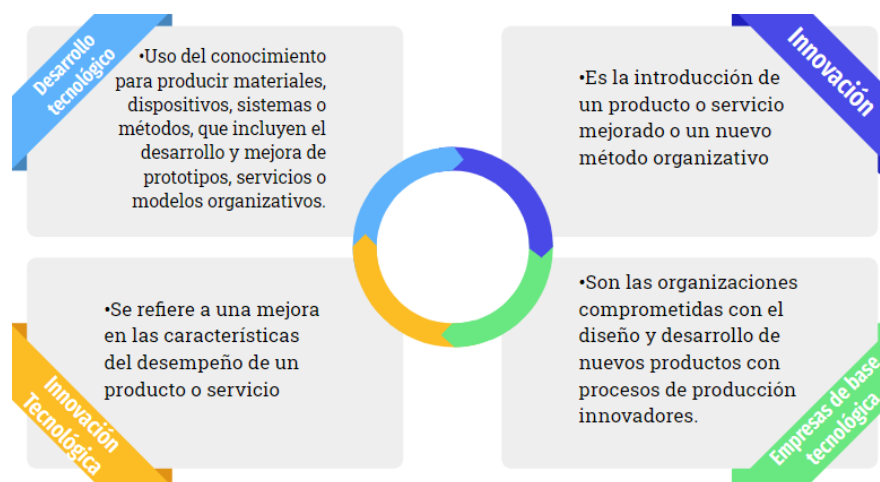 Desarrollo
tecnológico
•Uso del conocimiento
para producir materiales,
dispositivos, sistemas o
métodos, que incluyen el
desarrollo y mejora de
prototipos, servicios o
modelos organizativos.
Innovación
•Es la introducción de
un producto o servicio
mejorado o un nuevo
método organizativo
Innovación
Tecnológica
•Se refiere a una mejora
en las características
del desempeño de un
producto o servicio
Empresas de base
tecnológica
•Son las organizaciones
comprometidas con el
diseño y desarrollo de
nuevos productos con
procesos de producción
innovadores.